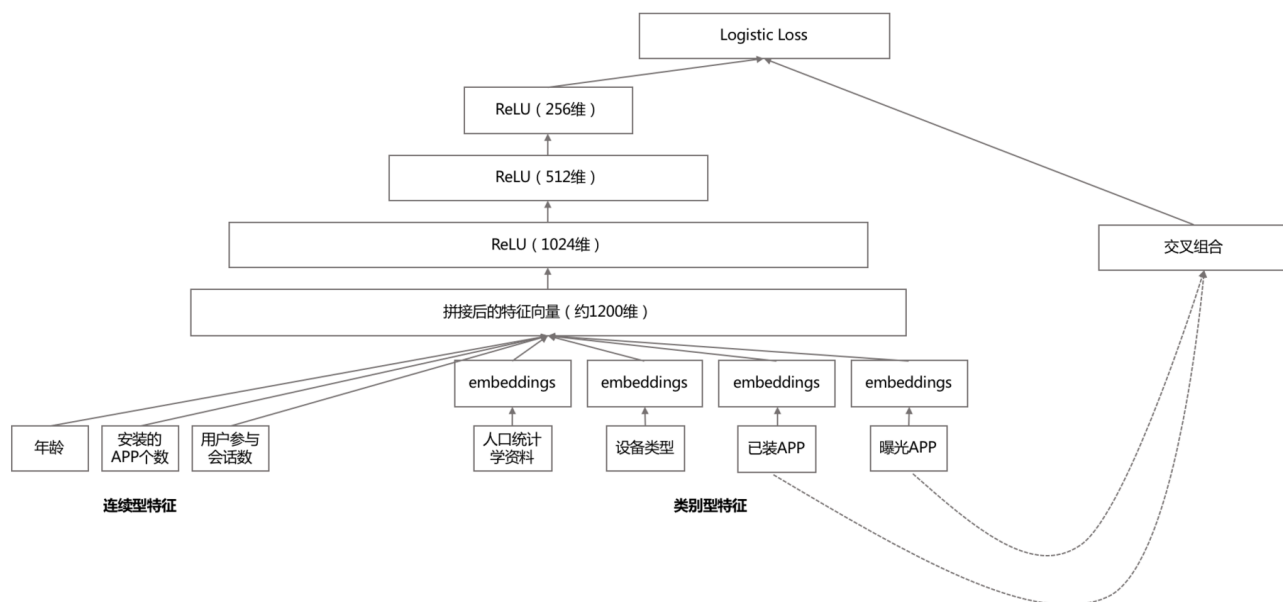 Logistic Loss
ReLU（256维）
ReLU（512维）
ReLU（1024维）
交叉组合
拼接后的特征向量（约1200维）
embeddings
embeddings
embeddings
embeddings
年龄
安装的
APP个数
用户参与
会话数
人口统计
学资料
设备类型
已装APP
曝光APP
连续型特征
类别型特征